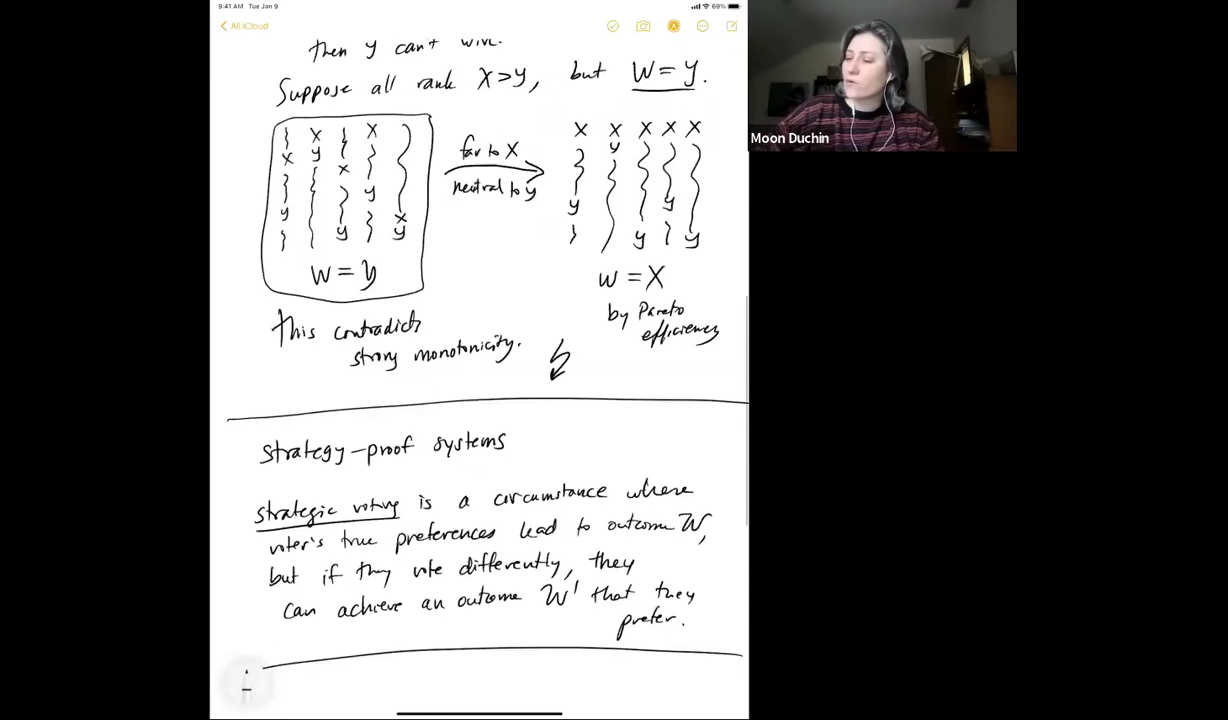 9:41 AM Tue Jan 9
69%
All iCloud
then y can't win.
Suppose all rank X>y, but W = y.
x x
x y
x
y
y
y x
y
W = y
fav to X
neutral to y
x x x x x
y
y y
y y
W = X
by Pareto
efficiency
this contradicts
strong monotonicity.
strategy-proof systems
strategic voting is a circumstance where
voter's true preferences lead to outcome W,
but if they vote differently, they
can achieve an outcome W' that they
prefer.
Moon Duchin